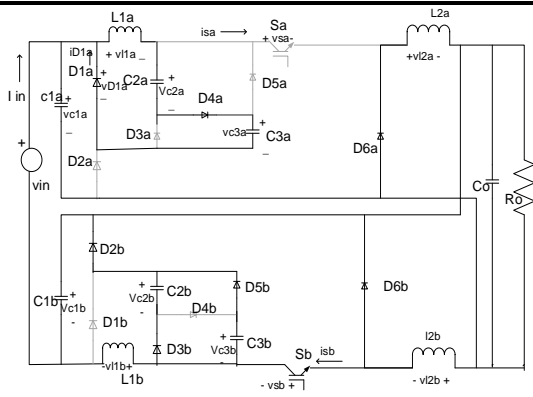 L1a
isa
Sa
L2a
iD1a
+ vl1a -
+ vsa -
+vl2a -
I in
D1a
C2a
D5a
c1a
+
vD1a
-
+
Vc2a
-
D4a
vc1a
-
D3a
vc3a
+
-
C3a
D6a
+
vin
D2a
Co
Ro
D2b
C1b
+
Vc1b
-
C2b
+
Vc2b
-
D5b
D6b
D4b
D1b
D3b
+
Vc3b
-
C3b
l2b
Sb
isb
-vl1b+
L1b
- vsb +
- vl2b +